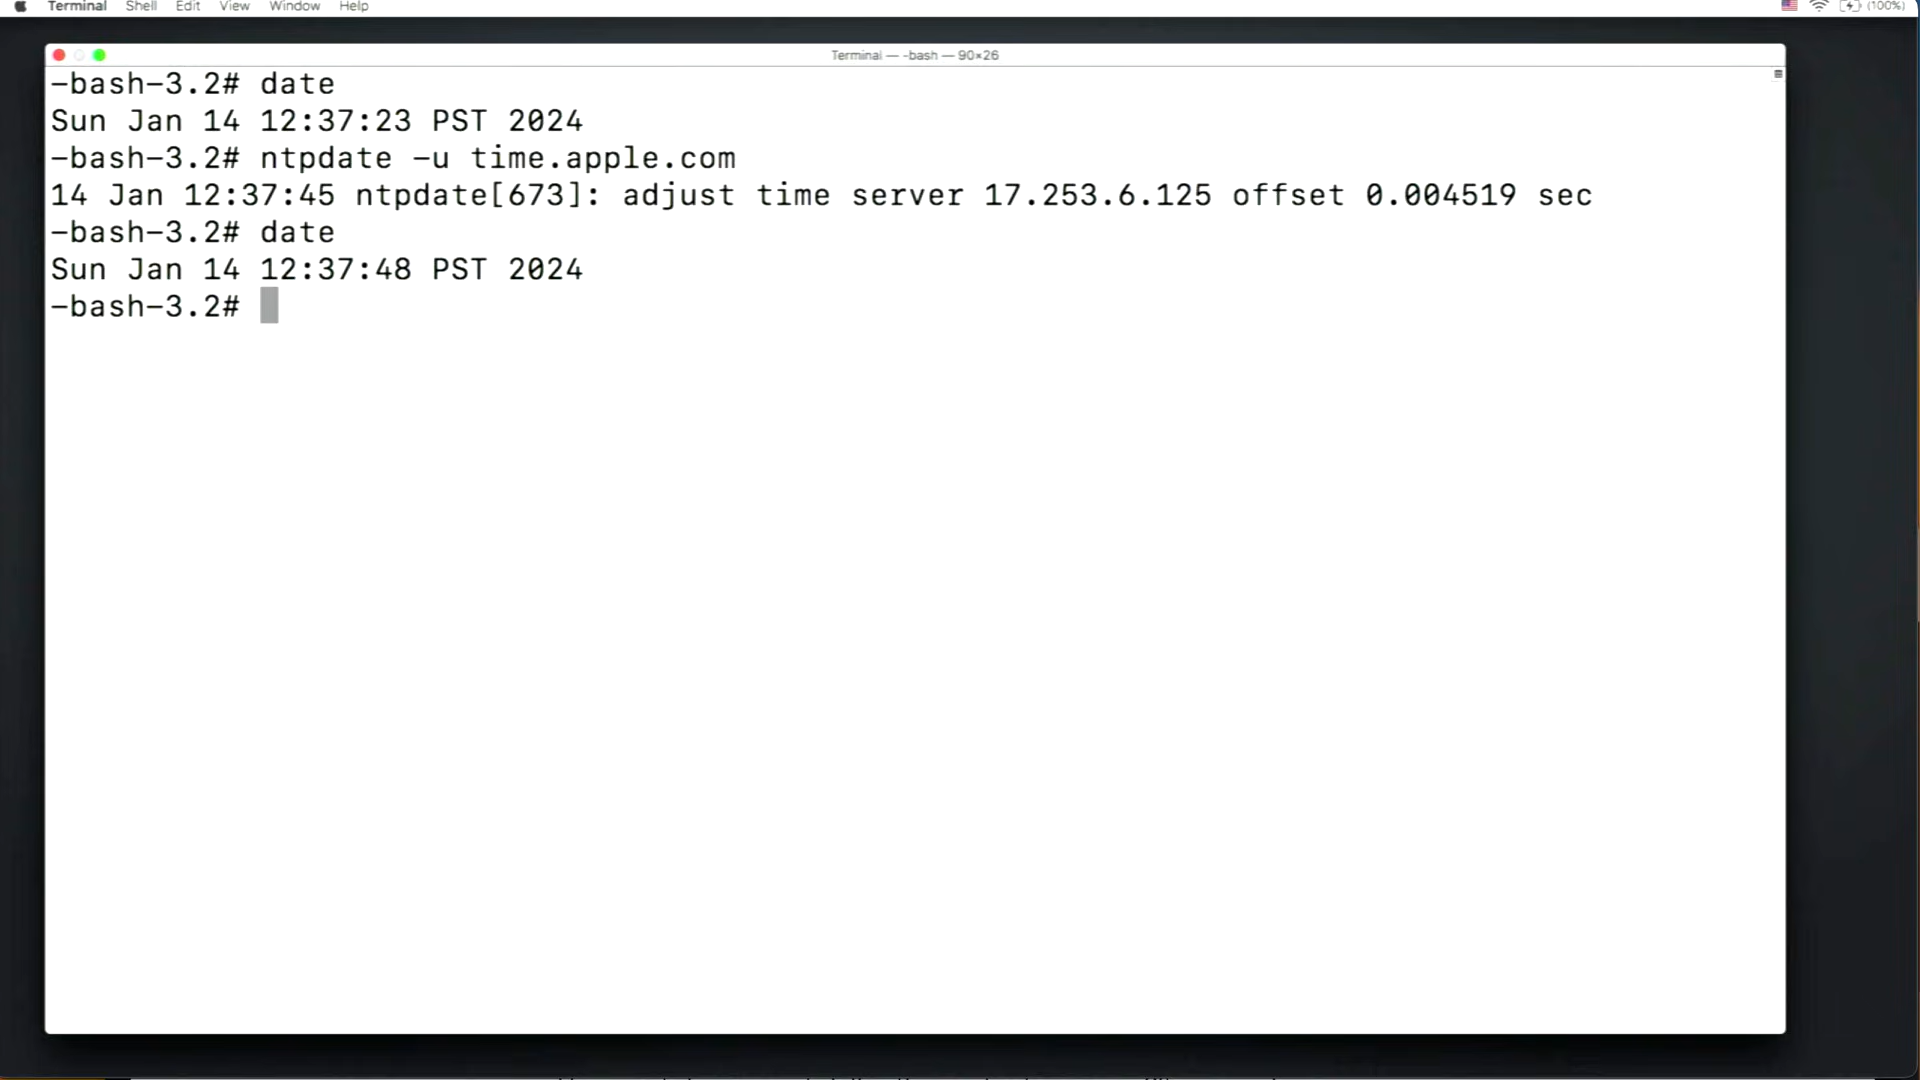 Terminal Shell Edit View Window Help (100%)
Terminal — -bash — 90×26
-bash-3.2# date
Sun Jan 14 12:37:23 PST 2024
-bash-3.2# ntpdate -u time.apple.com
14 Jan 12:37:45 ntpdate[673]: adjust time server 17.253.6.125 offset 0.004519 sec
-bash-3.2# date
Sun Jan 14 12:37:48 PST 2024
-bash-3.2#